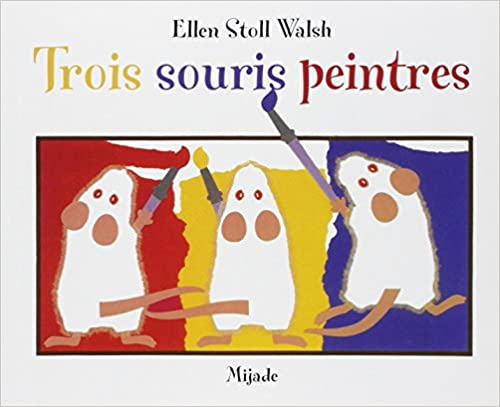 Ellen Stoll Walsh
Trois souris peintres
Mijade